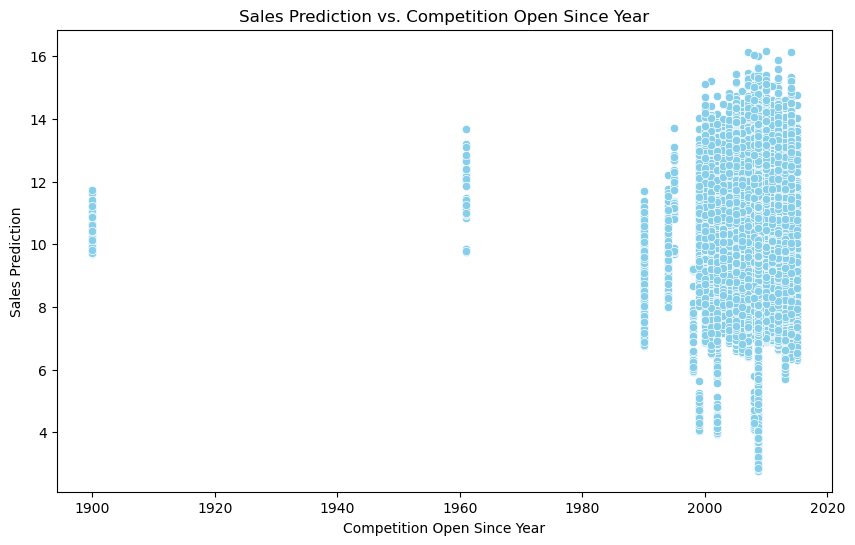 Sales Prediction vs. Competition Open Since Year
Sales Prediction
16
14
12
10
8
6
4
1900 1920 1940 1960 1980 2000 2020
Competition Open Since Year